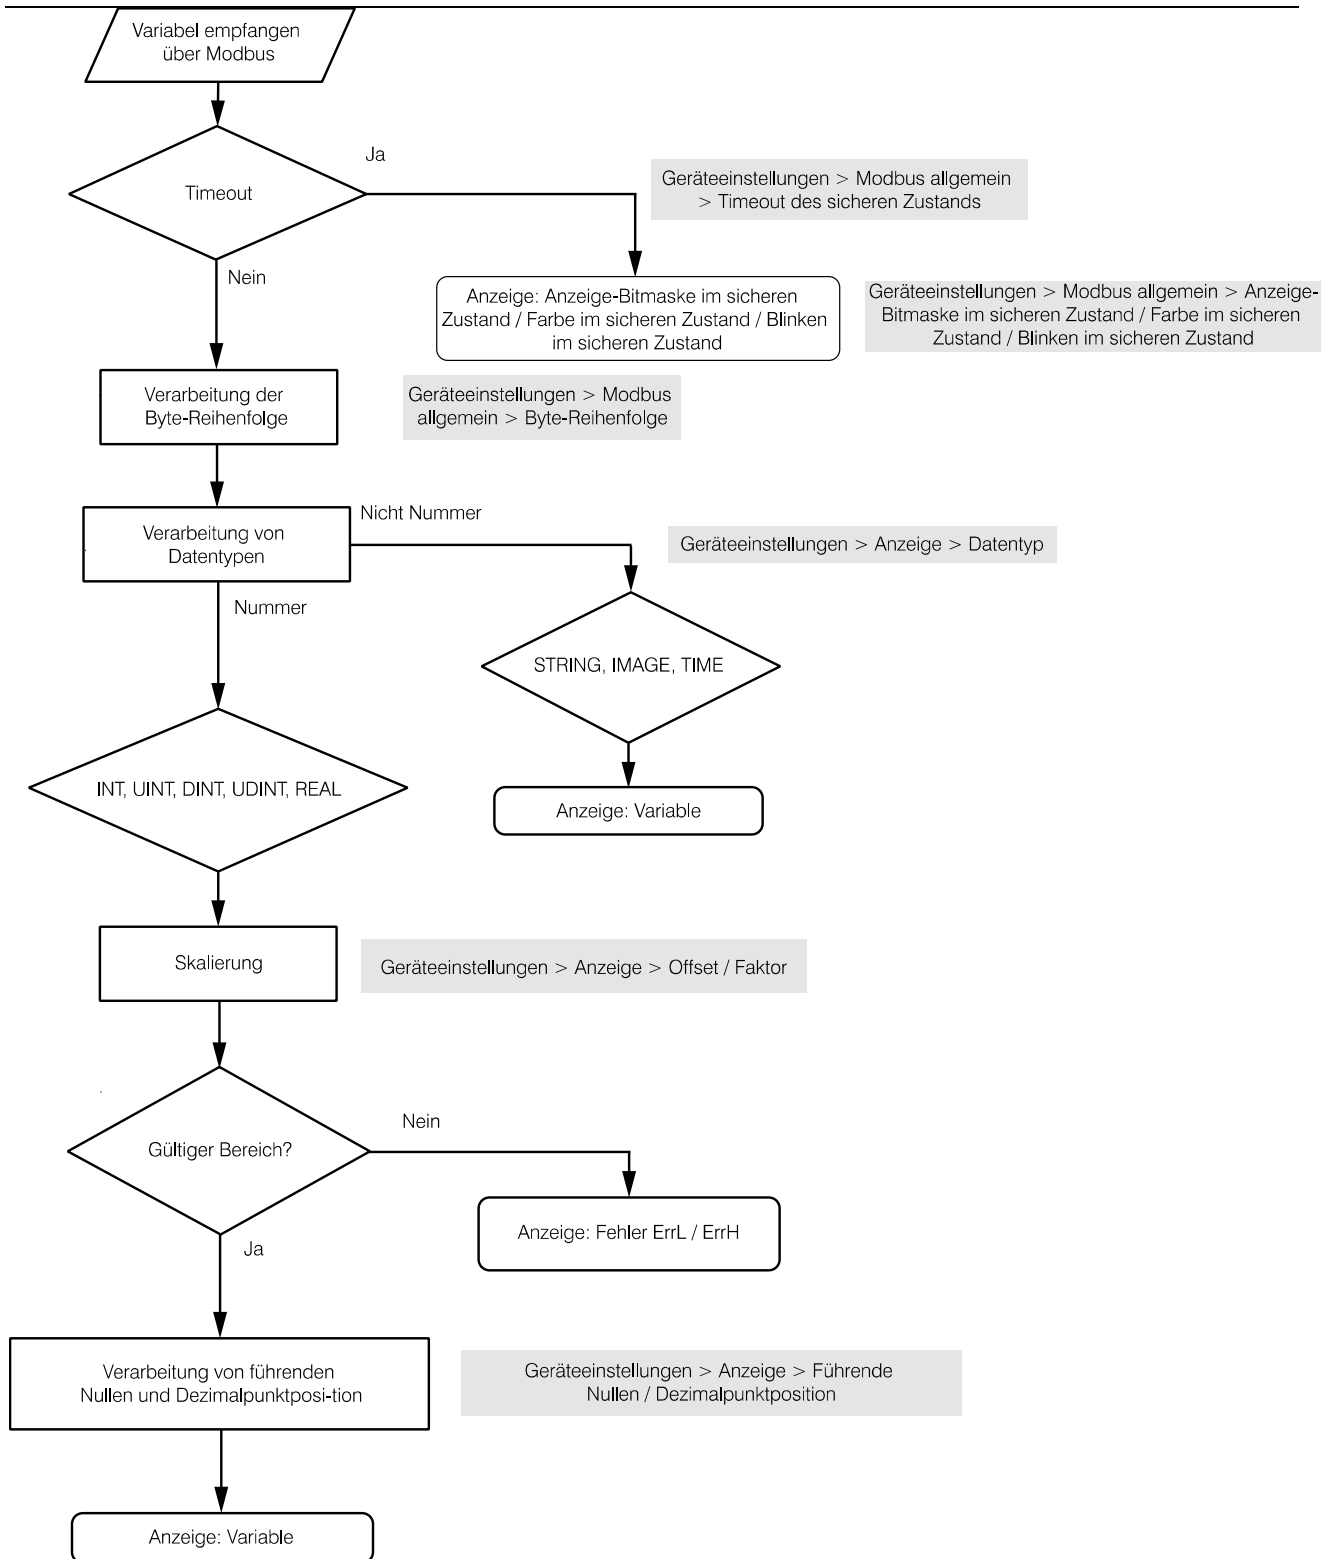 Variabel empfangen
über Modbus
Ja
Timeout
Geräteeinstellungen > Modbus allgemein
> Timeout des sicheren Zustands
Nein
Anzeige: Anzeige-Bitmaske im sicheren
Zustand / Farbe im sicheren Zustand / Blinken
im sicheren Zustand
Geräteeinstellungen > Modbus allgemein > Anzeige-
Bitmaske im sicheren Zustand / Farbe im sicheren
Zustand / Blinken im sicheren Zustand
Verarbeitung der
Byte-Reihenfolge
Geräteeinstellungen > Modbus
allgemein > Byte-Reihenfolge
Nicht Nummer
Verarbeitung von
Datentypen
Geräteeinstellungen > Anzeige > Datentyp
Nummer
STRING, IMAGE, TIME
INT, UINT, DINT, UDINT, REAL
Anzeige: Variable
Skalierung
Geräteeinstellungen > Anzeige > Offset / Faktor
Nein
Gültiger Bereich?
Anzeige: Fehler ErrL / ErrH
Ja
Verarbeitung von führenden
Nullen und Dezimalpunktposi-tition
Geräteeinstellungen > Anzeige > Führende
Nullen / Dezimalpunktposition
Anzeige: Variable